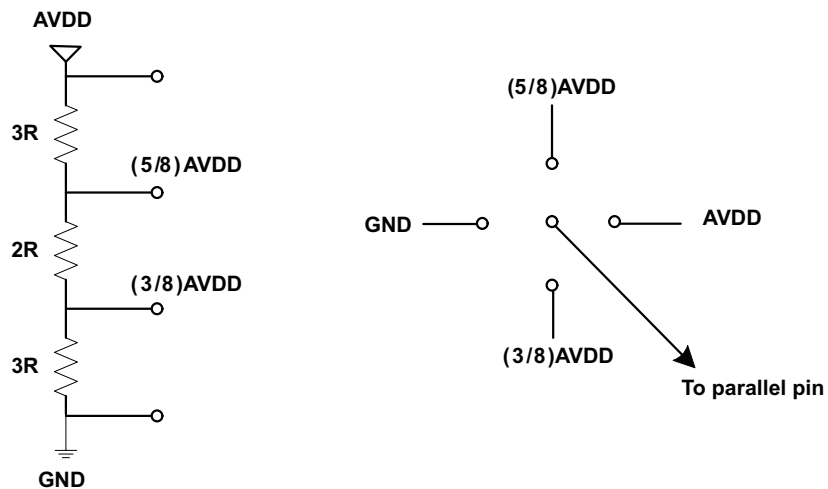 AVDD
3R
(5/8)AVDD
2R
(3/8)AVDD
3R
GND
(5/8)AVDD
GND
AVDD
(3/8)AVDD
To parallel pin